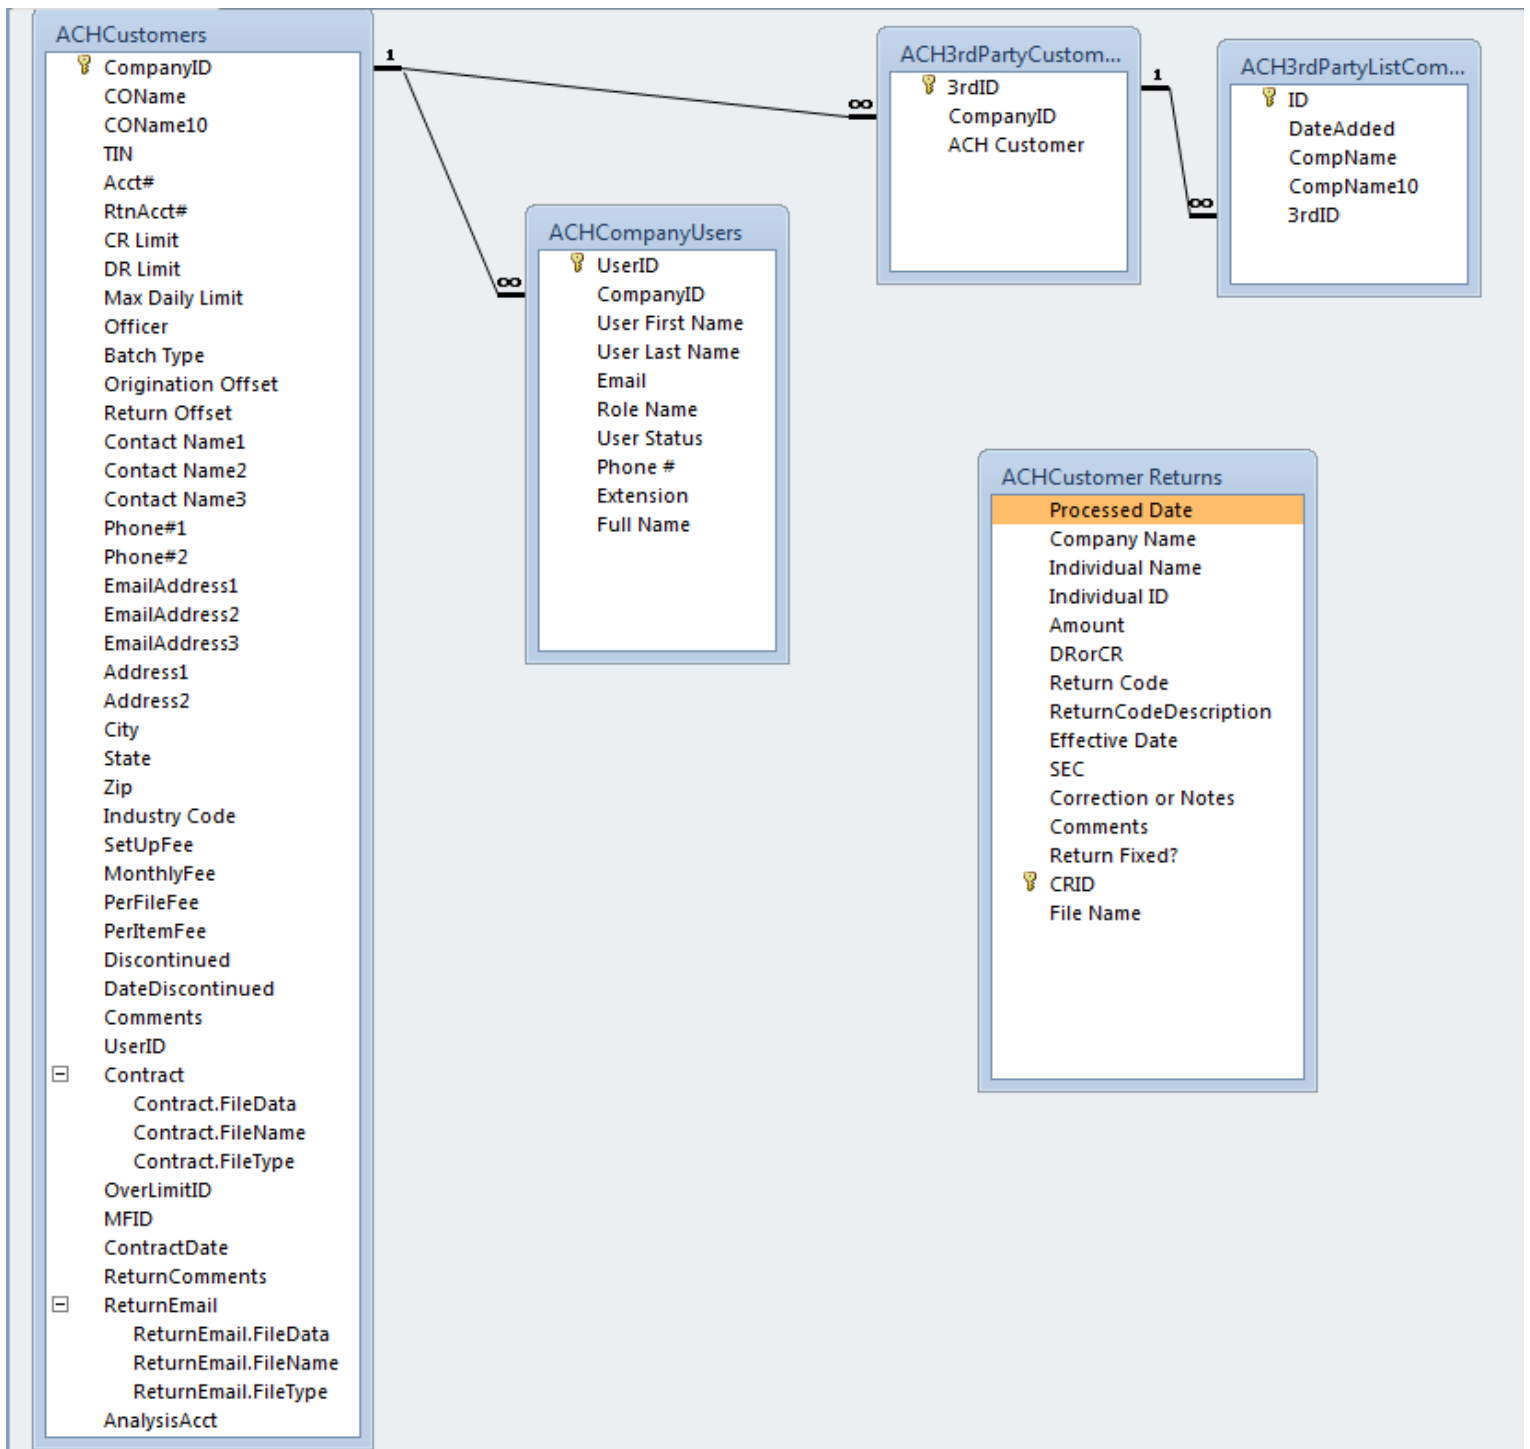 ACHCustomers
CompanyID
COName
COName10
TIN
Acct#
RtnAcct#
CR Limit
DR Limit
Max Daily Limit
Officer
Batch Type
Origination Offset
Return Offset
Contact Name1
Contact Name2
Contact Name3
Phone#1
Phone#2
EmailAddress1
EmailAddress2
EmailAddress3
Address1
Address2
City
State
Zip
Industry Code
SetUpFee
MonthlyFee
PerFileFee
PerItemFee
Discontinued
DateDiscontinued
Comments
UserID
Contract
Contract.FileData
Contract.FileName
Contract.FileType
OverLimitID
MFID
ContractDate
ReturnComments
ReturnEmail
ReturnEmail.FileData
ReturnEmail.FileName
ReturnEmail.FileType
AnalysisAcct
1
∞
∞
ACHCompanyUsers
UserID
CompanyID
User First Name
User Last Name
Email
Role Name
User Status
Phone #
Extension
Full Name
ACH3rdPartyCustom...
3rdID
CompanyID
ACH Customer
1
∞
ACH3rdPartyListCom...
ID
DateAdded
CompName
CompName10
3rdID
ACHCustomer Returns
Processed Date
Company Name
Individual Name
Individual ID
Amount
DRorCR
Return Code
ReturnCodeDescription
Effective Date
SEC
Correction or Notes
Comments
Return Fixed?
CRID
File Name